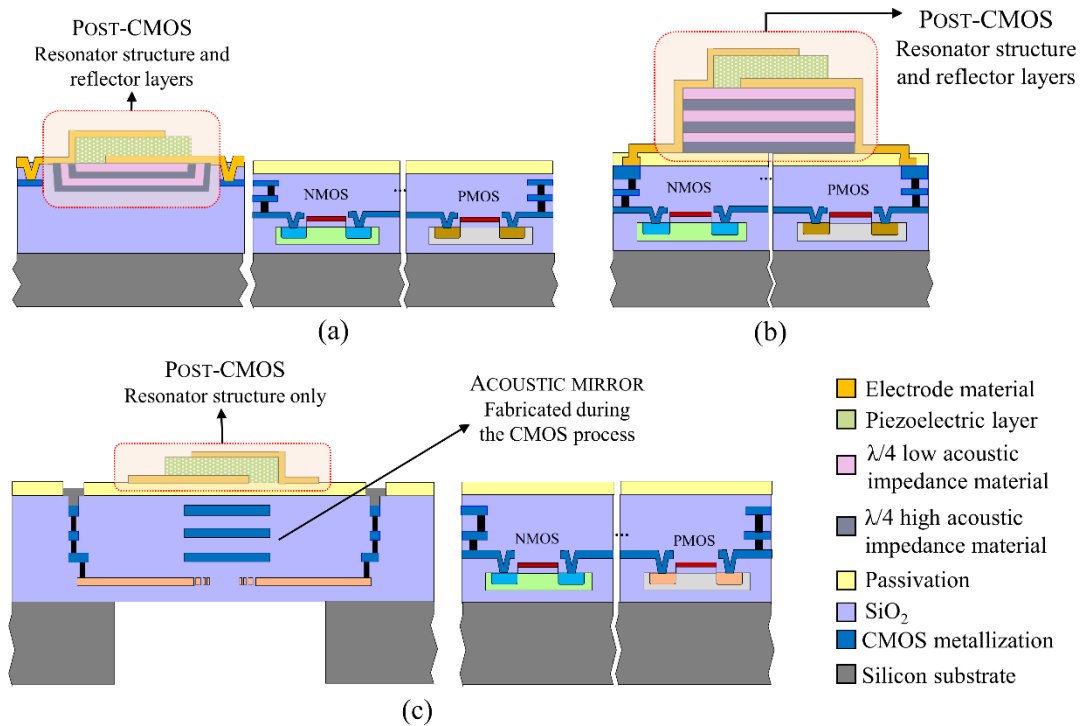 POST-CMOS
Resonator structure and
reflector layers
NMOS
...
PMOS
(a)
POST-CMOS
Resonator structure
and reflector layers
NMOS
...
PMOS
(b)
POST-CMOS
Resonator structure only
ACOUSTIC MIRROR
Fabricated during
the CMOS process
NMOS
...
PMOS
(c)
Electrode material
Piezoelectric layer
λ/4 low acoustic
impedance material
λ/4 high acoustic
impedance material
Passivation
SiO₂
CMOS metallization
Silicon substrate